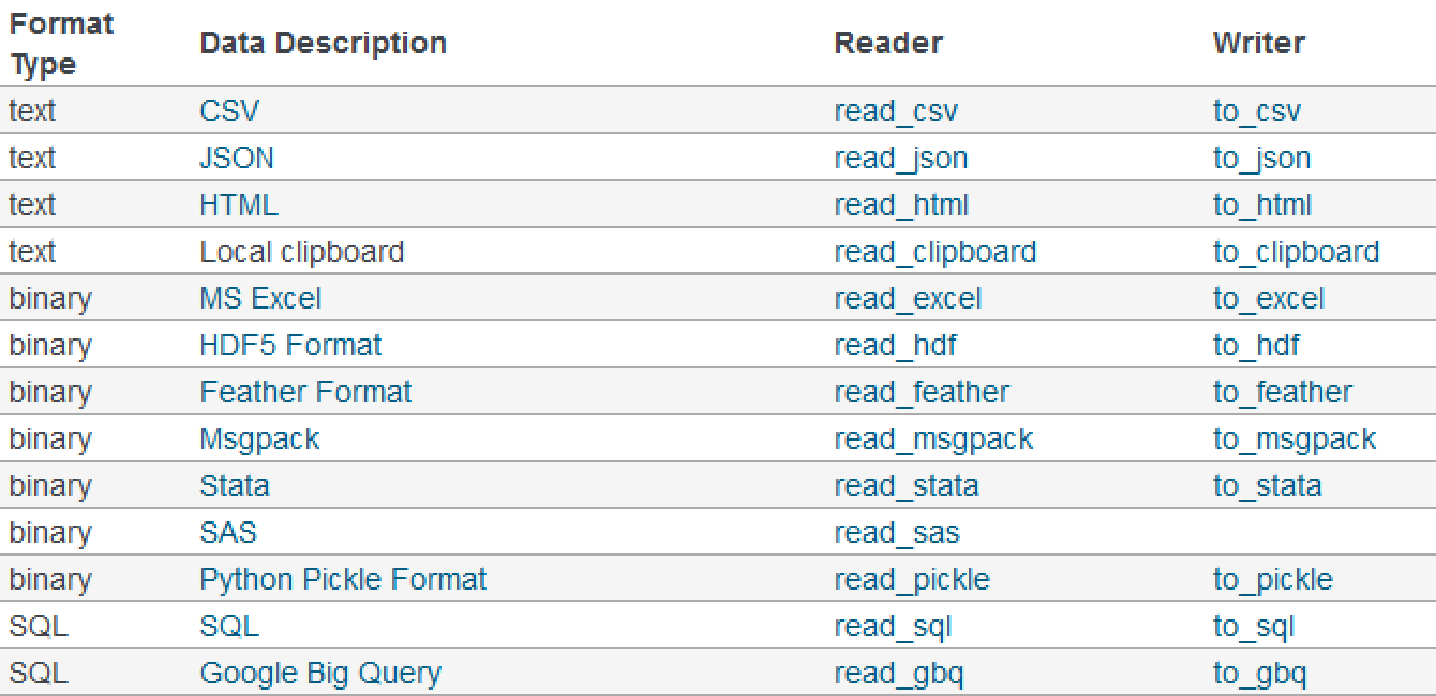 Format Type Data Description Reader Writer
text CSV read_csv to_csv
text JSON read_json to_json
text HTML read_html to_html
text Local clipboard read_clipboard to_clipboard
binary MS Excel read_excel to_excel
binary HDF5 Format read_hdf to_hdf
binary Feather Format read_feather to_feather
binary Msgpack read_msgpack to_msgpack
binary Stata read_stata to_stata
binary SAS read_sas
binary Python Pickle Format read_pickle to_pickle
SQL SQL read_sql to_sql
SQL Google Big Query read_gbq to_gbq